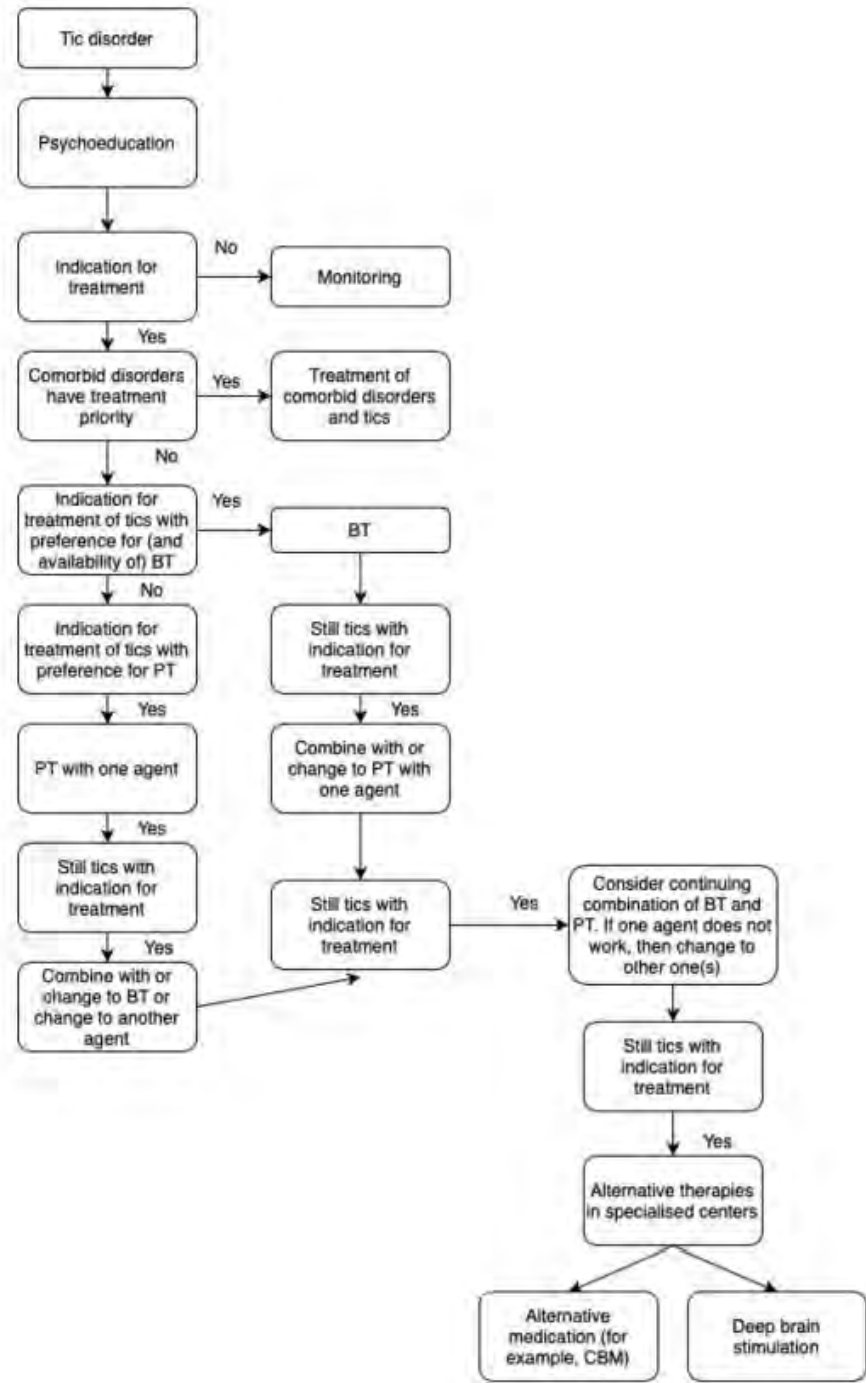 Tic disorder
Psychoeducation
Indication for
treatment
No
Monitoring
Yes
Comorbid disorders
have treatment
priority
Yes
Treatment of
comorbid disorders
and tics
No
Indication for
treatment of tics with
preference for (and
availability of) BT
Yes
BT
No
Indication for
treatment of tics with
preference for PT
Still tics with
indication for
treatment
Yes
Yes
PT with one agent
Combine with or
change to PT with
one agent
Yes
Still tics with
indication for
treatment
Still tics with
indication for
treatment
Yes
Consider continuing
combination of BT and
PT. If one agent does not
work, then change to
other one(s)
Yes
Combine with or
change to BT or
change to another
agent
Still tics with
indication for
treatment
Yes
Alternative therapies
in specialised centers
Alternative
medication (for
example, CBM)
Deep brain
stimulation